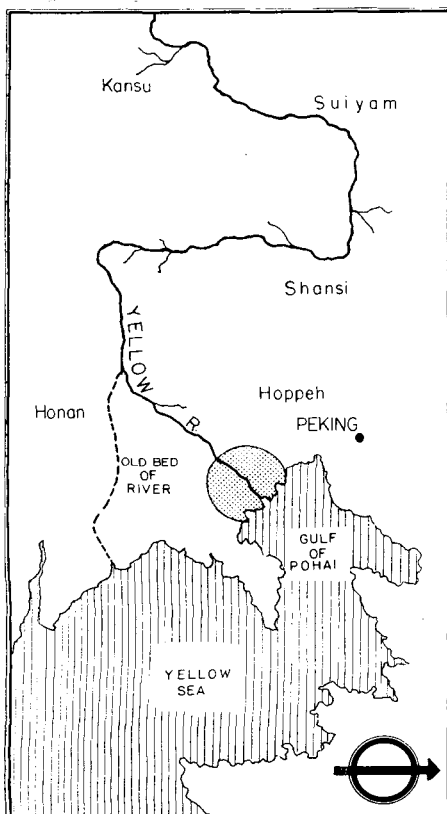 Kansu
Suiyam
Shansi
YELLOW R.
Hoppeh
PEKING
Honan
OLD BED
OF
RIVER
GULF
OF
POHAI
YELLOW
SEA